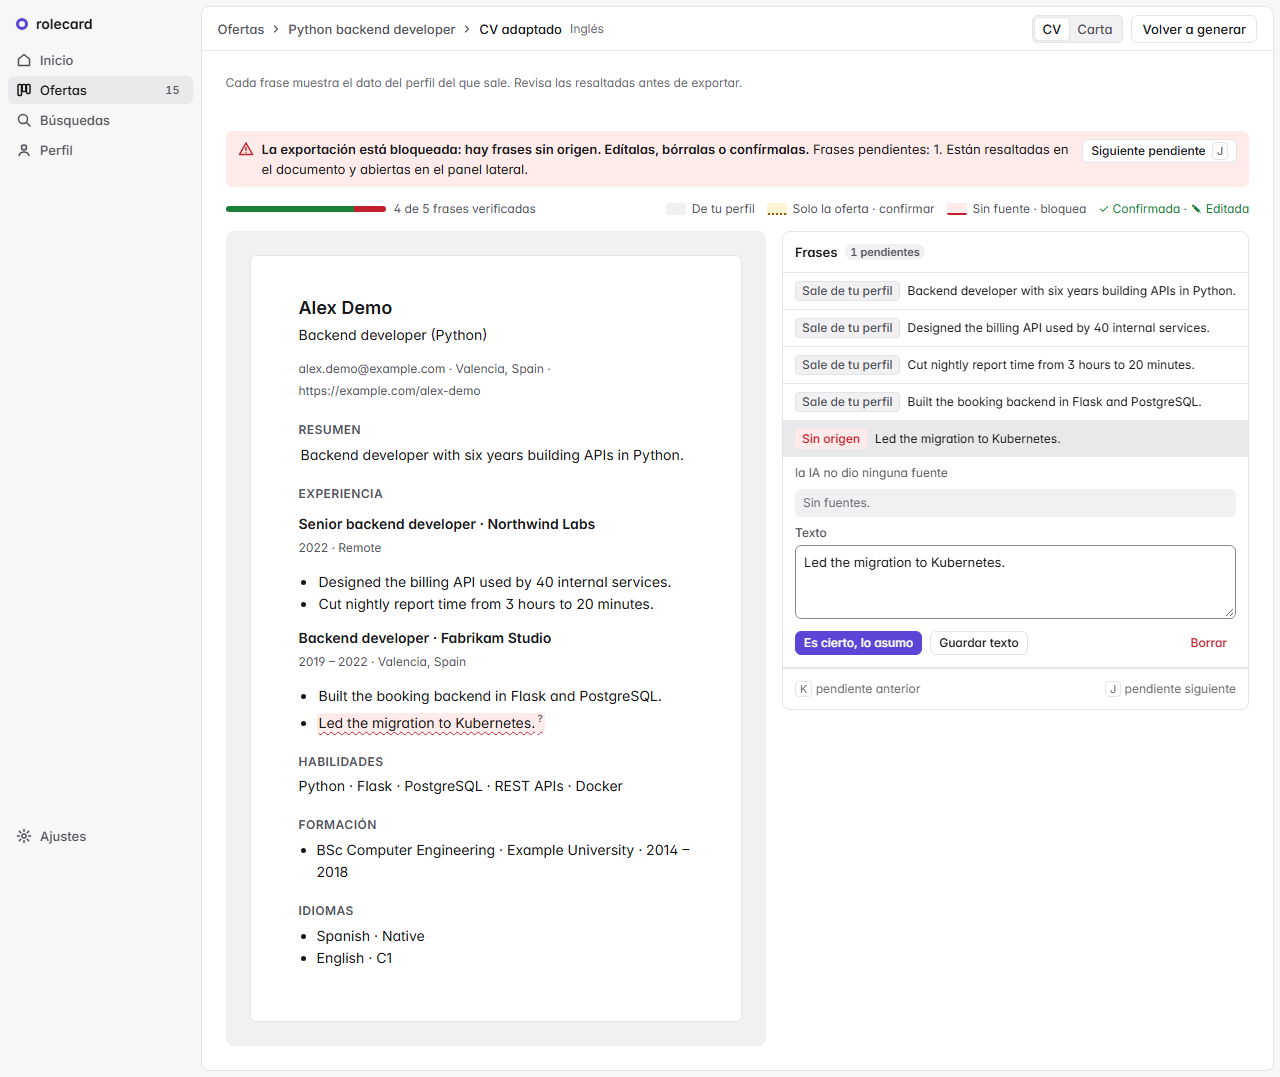 rolecard
Inicio
Ofertas 15
Búsquedas
Perfil
Ajustes
Ofertas > Python backend developer > CV adaptado Inglés
CV Carta Volver a generar
Cada frase muestra el dato del perfil del que sale. Revisa las resaltadas antes de exportar.
La exportación está bloqueada: hay frases sin origen. Edítalas, bórralas o confírmalas. Frases pendientes: 1. Están resaltadas en
el documento y abiertas en el panel lateral.
Siguiente pendiente J
4 de 5 frases verificadas
De tu perfil Solo la oferta · confirmar Sin fuente · bloquea ✓ Confirmada · ✎ Editada
Alex Demo
Backend developer (Python)
alex.demo@example.com · Valencia, Spain ·
https://example.com/alex-demo
RESUMEN
Backend developer with six years building APIs in Python.
EXPERIENCIA
Senior backend developer · Northwind Labs
2022 · Remote
• Designed the billing API used by 40 internal services.
• Cut nightly report time from 3 hours to 20 minutes.
Backend developer · Fabrikam Studio
2019 – 2022 · Valencia, Spain
• Built the booking backend in Flask and PostgreSQL.
• Led the migration to Kubernetes. ?
HABILIDADES
Python · Flask · PostgreSQL · REST APIs · Docker
FORMACIÓN
• BSc Computer Engineering · Example University · 2014 –
2018
IDIOMAS
• Spanish · Native
• English · C1
Frases 1 pendientes
Sale de tu perfil Backend developer with six years building APIs in Python.
Sale de tu perfil Designed the billing API used by 40 internal services.
Sale de tu perfil Cut nightly report time from 3 hours to 20 minutes.
Sale de tu perfil Built the booking backend in Flask and PostgreSQL.
Sin origen Led the migration to Kubernetes.
la IA no dio ninguna fuente
Sin fuentes.
Texto
Led the migration to Kubernetes.
Es cierto, lo asumo Guardar texto Borrar
K pendiente anterior J pendiente siguiente